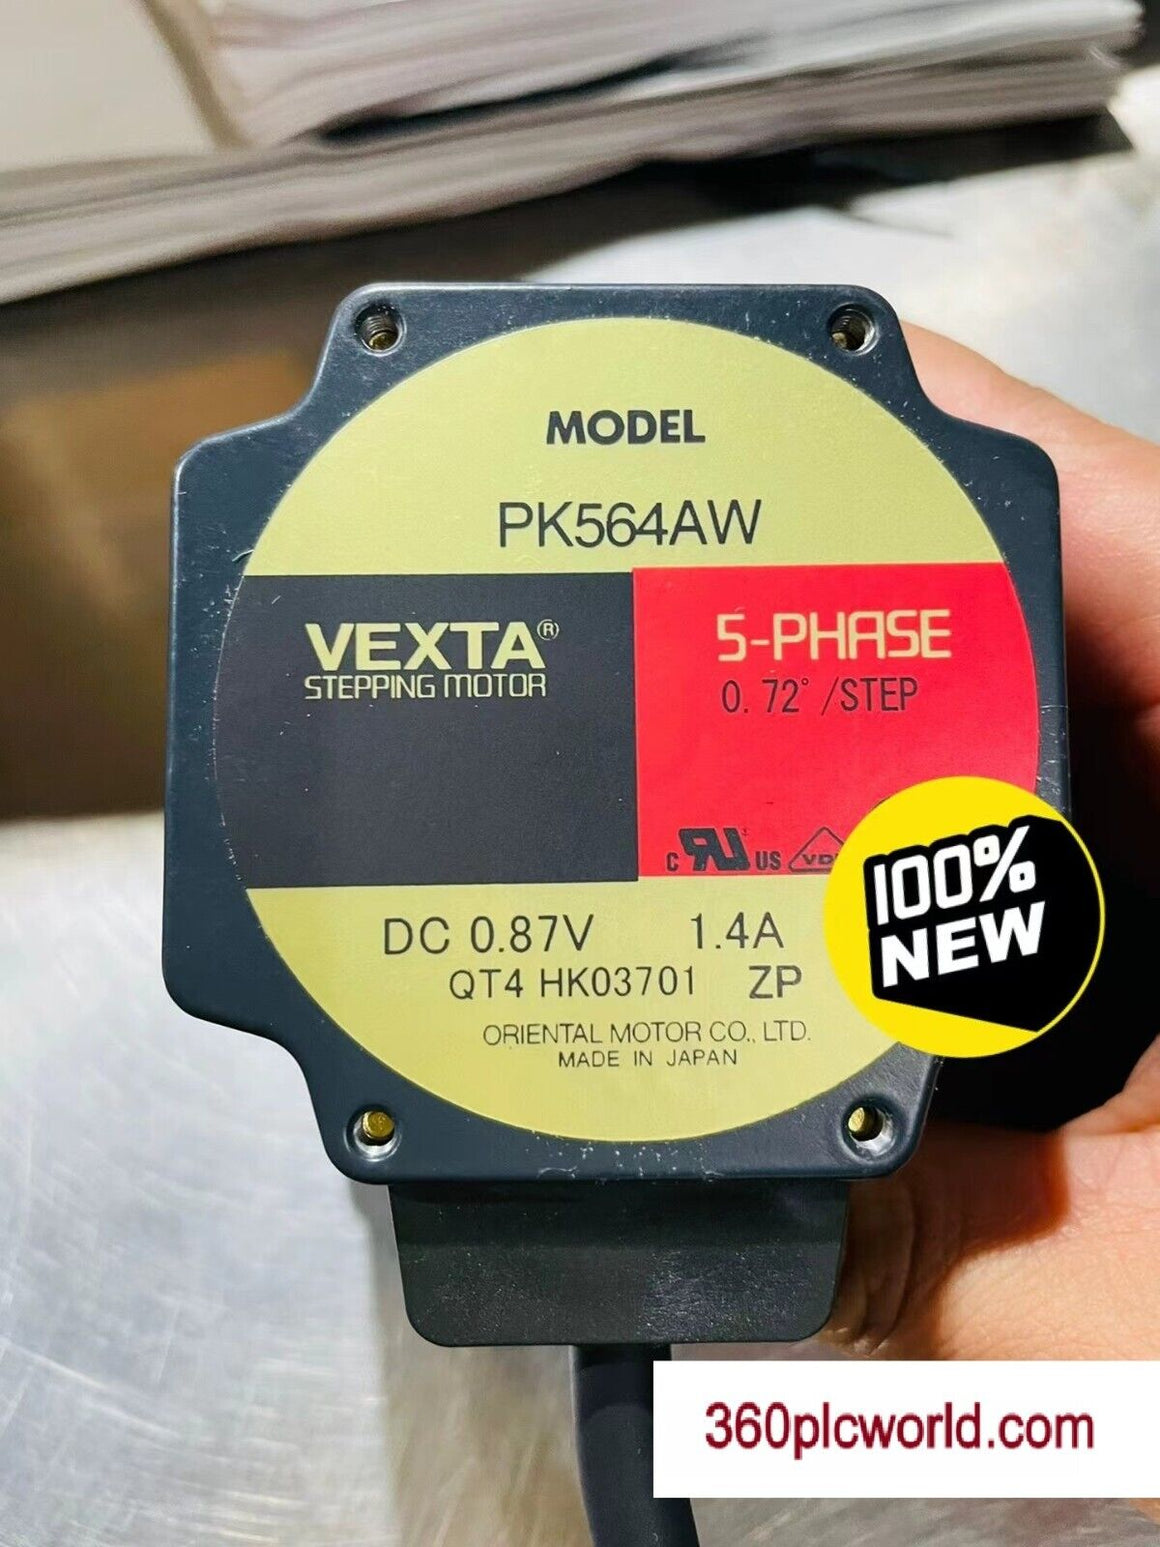 MODEL
PK564AW
VEXTA®
STEPPING MOTOR
5-PHASE
0.72°/STEP
c RU US
DC 0.87V 1.4A
QT4 HK03701 ZP
ORIENTAL MOTOR CO., LTD.
MADE IN JAPAN
100%
NEW
360plcworld.com